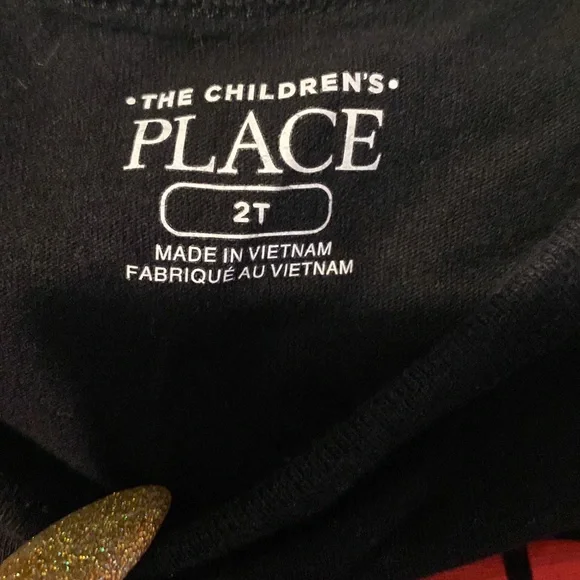 •THE CHILDREN'S•
PLACE
2T
MADE IN VIETNAM
FABRIQUÉ AU VIETNAM